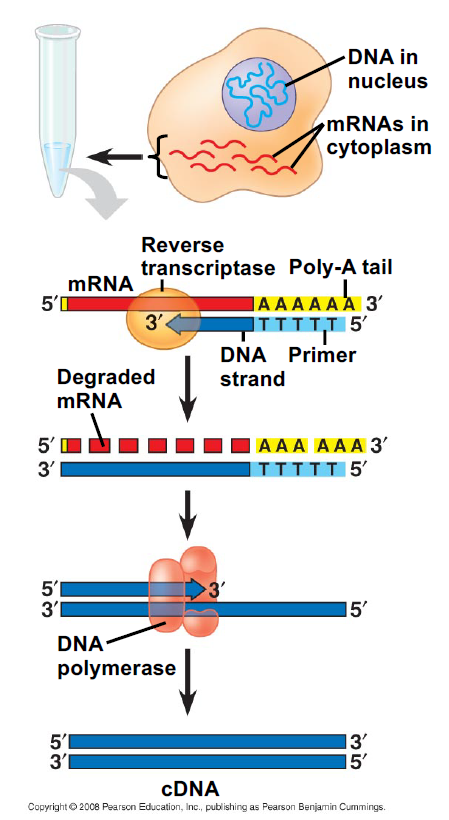 DNA in
nucleus
mRNAs in
cytoplasm
Reverse
transcriptase
Poly-A tail
mRNA
5′ A A A A A A 3′
3′ T T T T T 5′
DNA
strand
Primer
Degraded
mRNA
5′ A A A A A A 3′
3′ T T T T T 5′
5′ 3′
3′ 5′
DNA
polymerase
5′ 3′
3′ 5′
cDNA
Copyright © 2008 Pearson Education, Inc., publishing as Pearson Benjamin Cummings.